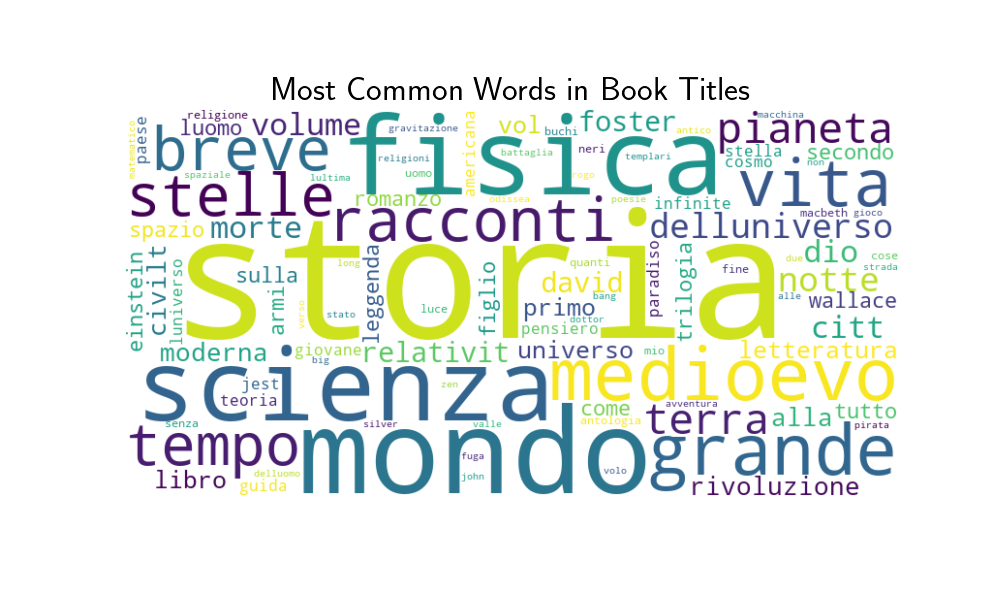 Most Common Words in Book Titles
matematico
paese
religione
luomo
volume
gravitazione
americana
vol
buchi
foster
antico
macchina
pianeta
breve
fisica
religioni
battaglia
neri
templari
stella
secondo
cosmo
non
spaziale
lultima
uomo
rogo
stelle
romanzo
odissea
poesie
infinite
vita
macbeth
gioco
spazio
morte
racconti
delluniverso
einstein
civilt
luniverso
sulla
armi
verso
long
stato
leggenda
storia
luce
figlio
quanti
david
bang
primo
dottor
pensiero
paradiso
trilogia
fine
dio
due
cose
strada
notte
alle
wallace
citt
moderna
giovane
big
relativit
universo
mio
letteratura
scienza
jest
teoria
zen
medioevo
come
antologia
avventura
terra
alla
tutto
pirata
senza
silver
valle
tempo
mondo
grande
fuga
john
volo
libro
delluomo
guida
rivoluzione